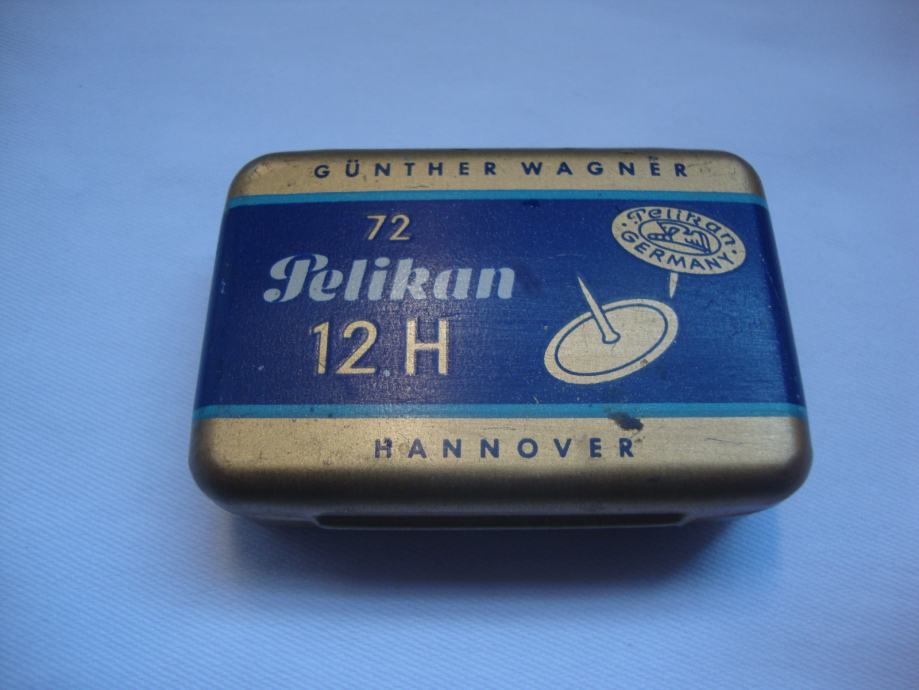 GÜNTHER WAGNER
72
Pelikan
12 H
Pelikan
GERMANY
HANNOVER